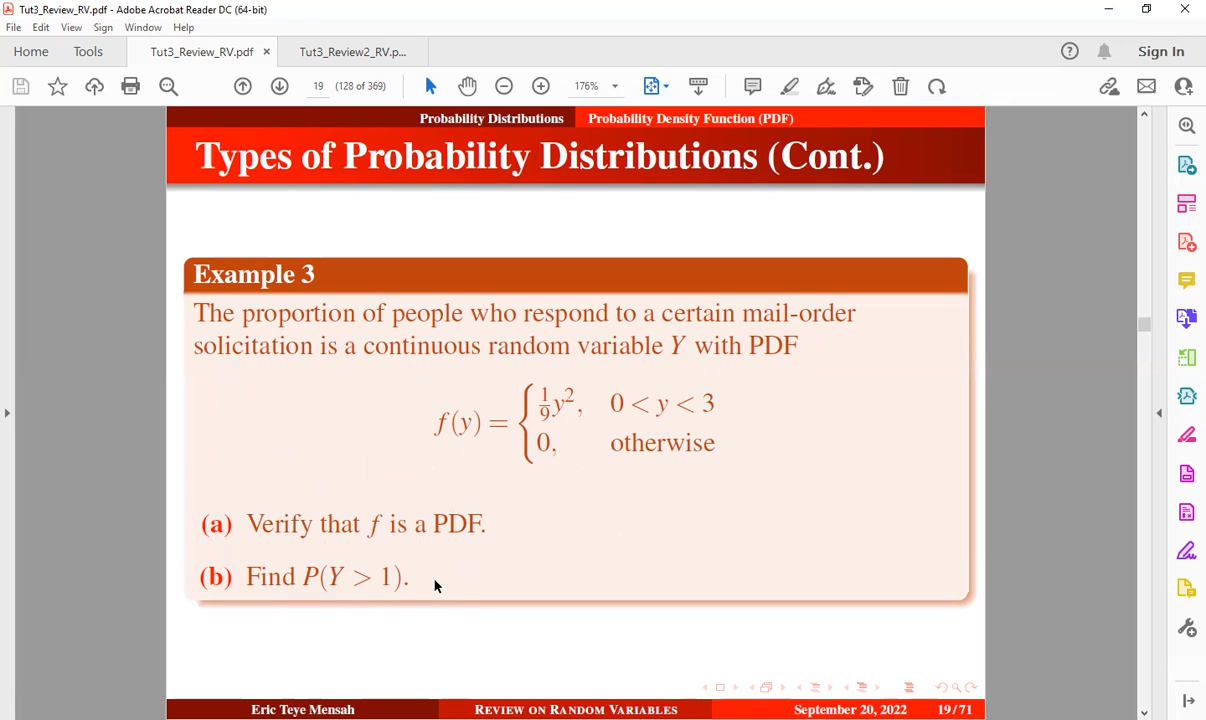 Tut3_Review_RV.pdf - Adobe Acrobat Reader DC (64-bit)
File Edit View Sign Window Help
Home Tools Tut3_Review_RV.pdf × Tut3_Review2_RV.p... Sign In
19 (128 of 369) 176%
Probability Distributions Probability Density Function (PDF)
Types of Probability Distributions (Cont.)
Example 3
The proportion of people who respond to a certain mail-order
solicitation is a continuous random variable Y with PDF
f(y) = { 1/9 y², 0 < y < 3
0, otherwise
(a) Verify that f is a PDF.
(b) Find P(Y > 1).
Eric Teye Mensah REVIEW ON RANDOM VARIABLES September 20, 2022 19/71